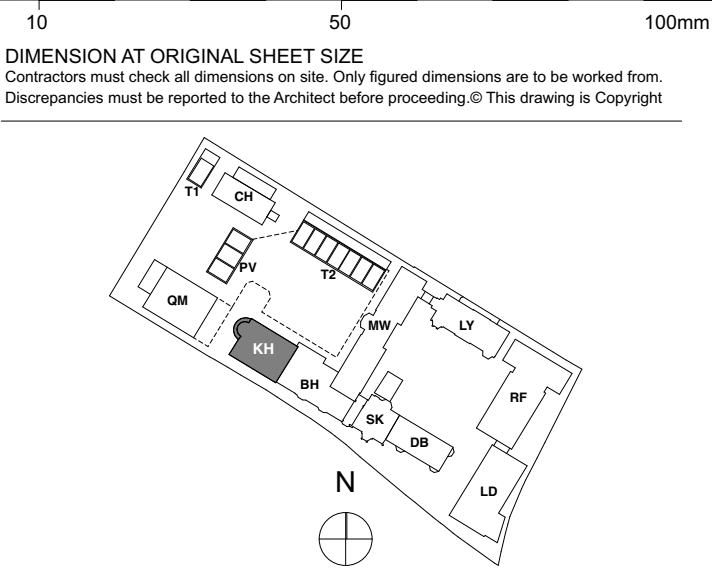 10 50 100mm
DIMENSION AT ORIGINAL SHEET SIZE
Contractors must check all dimensions on site. Only figured dimensions are to be worked from.
Discrepancies must be reported to the Architect before proceeding.© This drawing is Copyright
T1
CH
PV
T2
QM
MW
LY
KH
BH
RF
SK
DB
LD
N